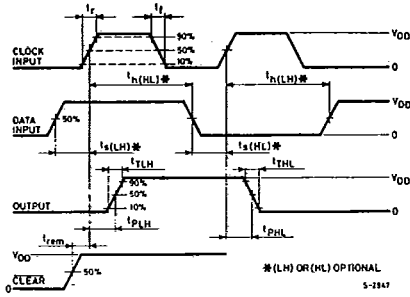 tr
tf
CLOCK INPUT
90%
50%
10%
VDD
0
th(HL)*
th(LH)*
DATA INPUT
50%
VDD
0
ts(LH)*
ts(HL)*
tTLH
tTHL
OUTPUT
90%
50%
10%
VDD
0
tPLH
tPHL
trem
VDD
CLEAR
0
50%
*(LH) OR (HL) OPTIONAL
S-2947